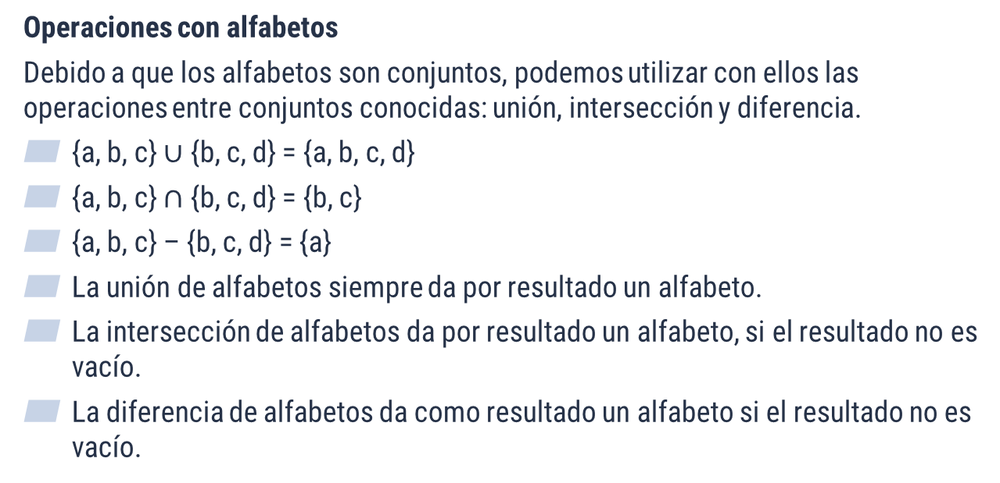 Operaciones con alfabetos
Debido a que los alfabetos son conjuntos, podemos utilizar con ellos las
operaciones entre conjuntos conocidas: unión, intersección y diferencia.
{a, b, c} ∪ {b, c, d} = {a, b, c, d}
{a, b, c} ∩ {b, c, d} = {b, c}
{a, b, c} – {b, c, d} = {a}
La unión de alfabetos siempre da por resultado un alfabeto.
La intersección de alfabetos da por resultado un alfabeto, si el resultado no es
vacío.
La diferencia de alfabetos da como resultado un alfabeto si el resultado no es
vacío.